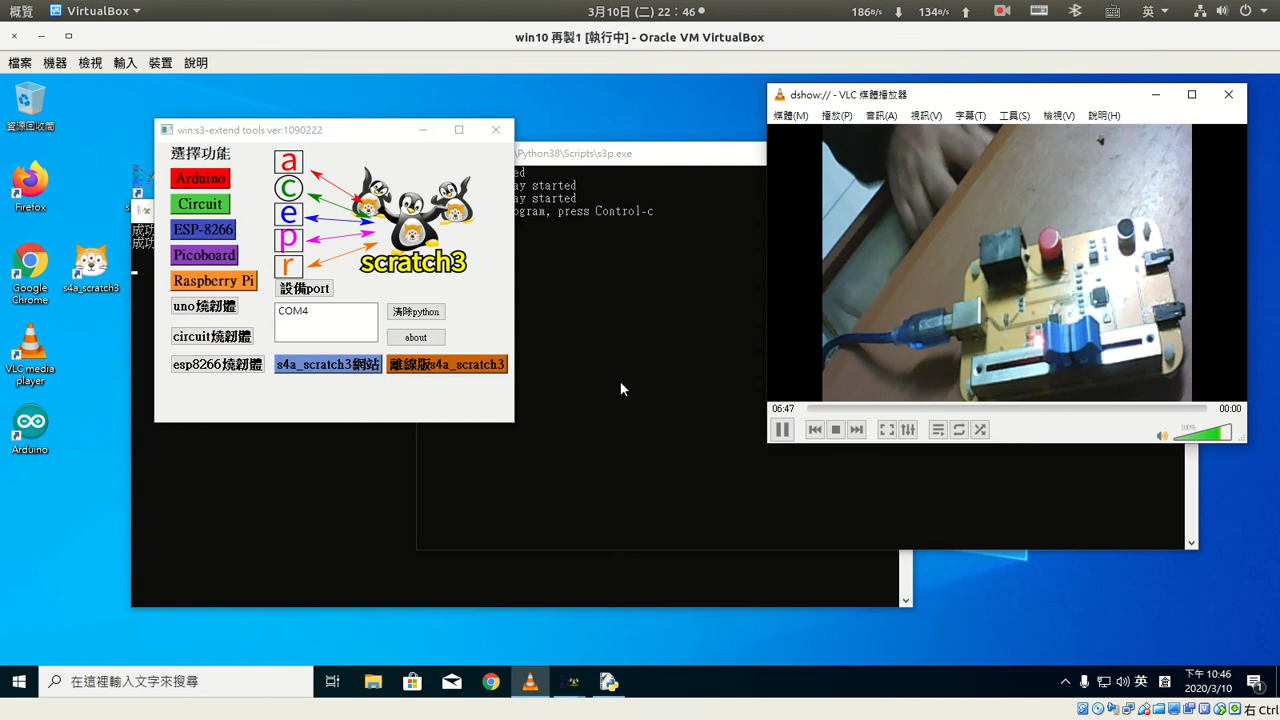 概覽
VirtualBox
3月10日 (二) 22：46
186B/s
134B/s
英
win10 再製1 [執行中] - Oracle VM VirtualBox
檔案 機器 檢視 輸入 裝置 說明
資源回收筒
Firefox
Google Chrome
s4a_scratch3
VLC media player
Arduino
成功
成功
win:s3-extend tools ver:1090222
選擇功能
Arduino
Circuit
ESP-8266
Picoboard
Raspberry Pi
uno燒韌體
circuit燒韌體
esp8266燒韌體
a
c
e
p
r
scratch3
設備port
COM4
清除python
about
s4a_scratch3網站
離線版s4a_scratch3
\Python38\Scripts\s3p.exe
ed
ay started
ay started
ogram, press Control-c
dshow:// - VLC 媒體播放器
媒體(M) 播放(P) 音訊(A) 視訊(V) 字幕(T) 工具(S) 檢視(V) 說明(H)
06:47
00:00
100%
在這裡輸入文字來搜尋
英
下午 10:46
2020/3/10
1
右 Ctrl